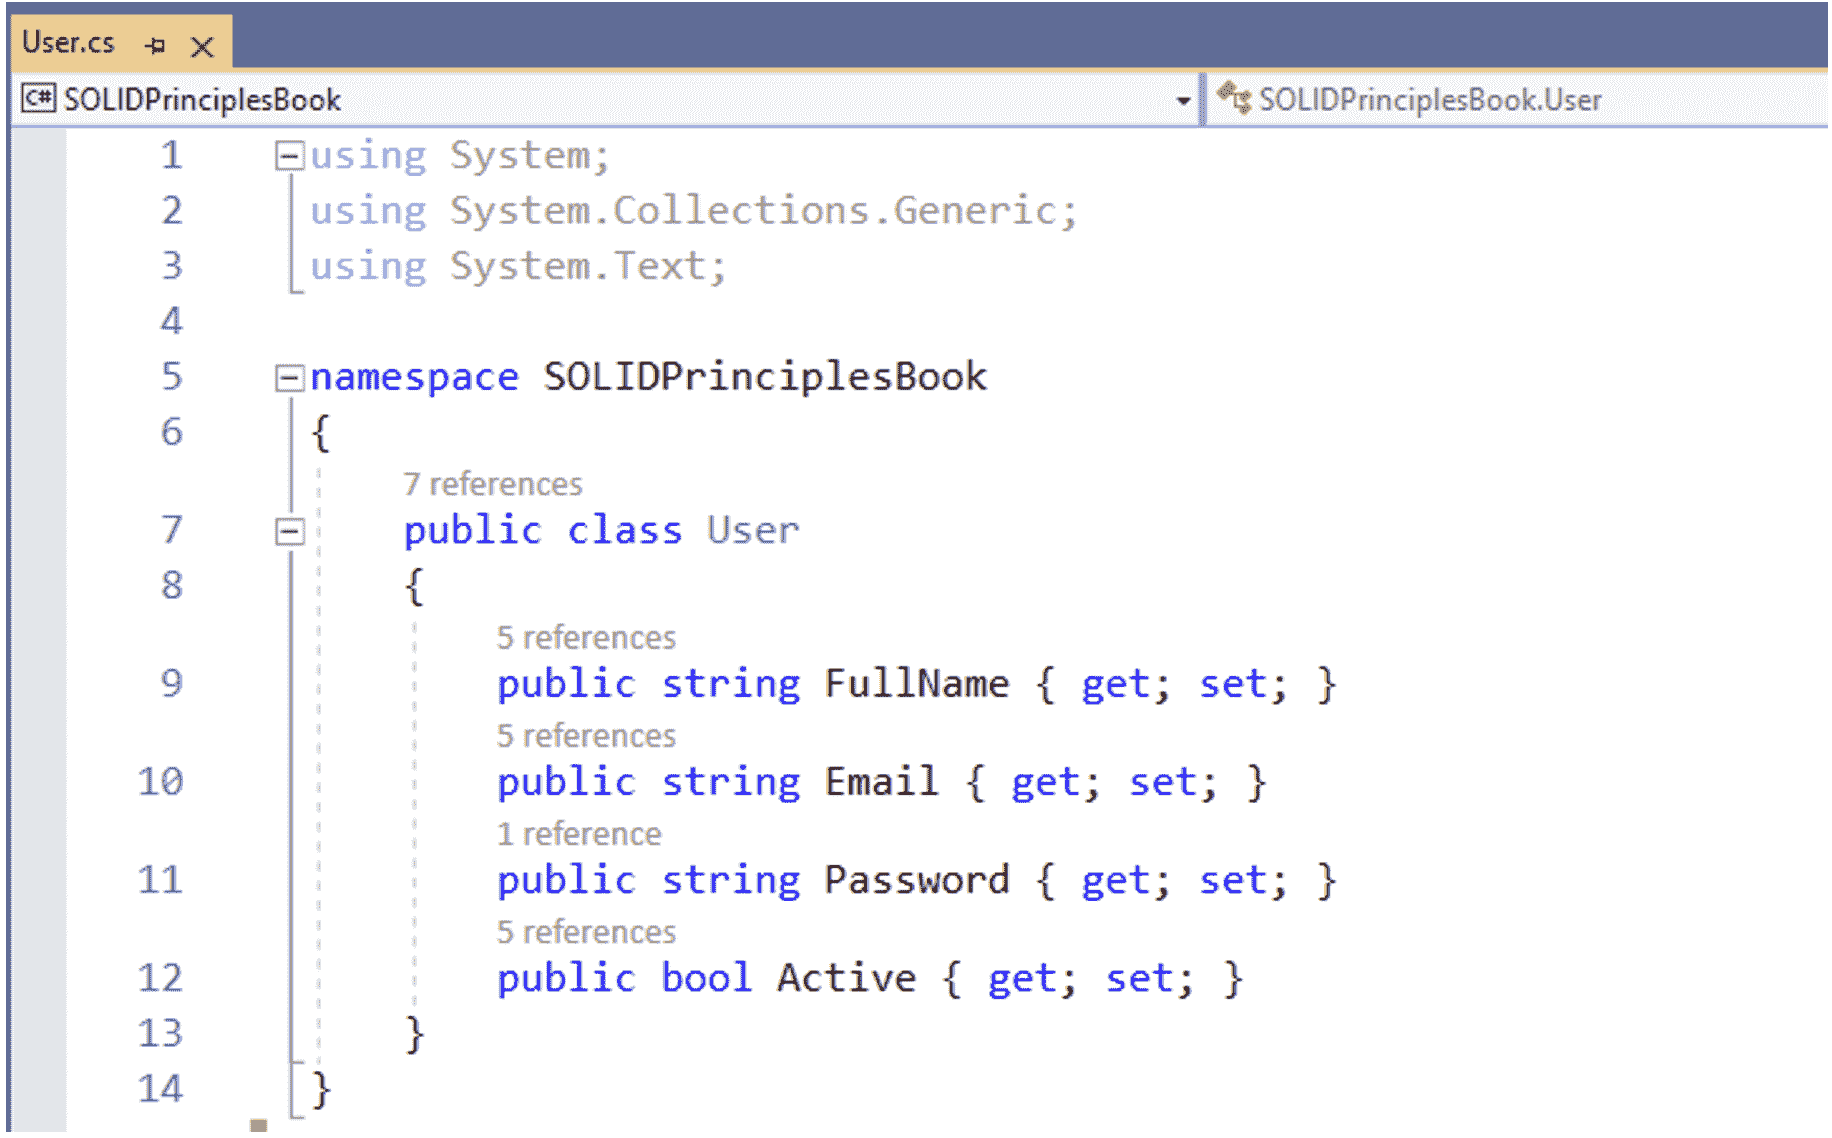 User.cs
C# SOLIDPrinciplesBook SOLIDPrinciplesBook.User
1 using System;
2 using System.Collections.Generic;
3 using System.Text;
4
5 namespace SOLIDPrinciplesBook
6 {
7 references
7 public class User
8 {
5 references
9 public string FullName { get; set; }
5 references
10 public string Email { get; set; }
1 reference
11 public string Password { get; set; }
5 references
12 public bool Active { get; set; }
13 }
14 }